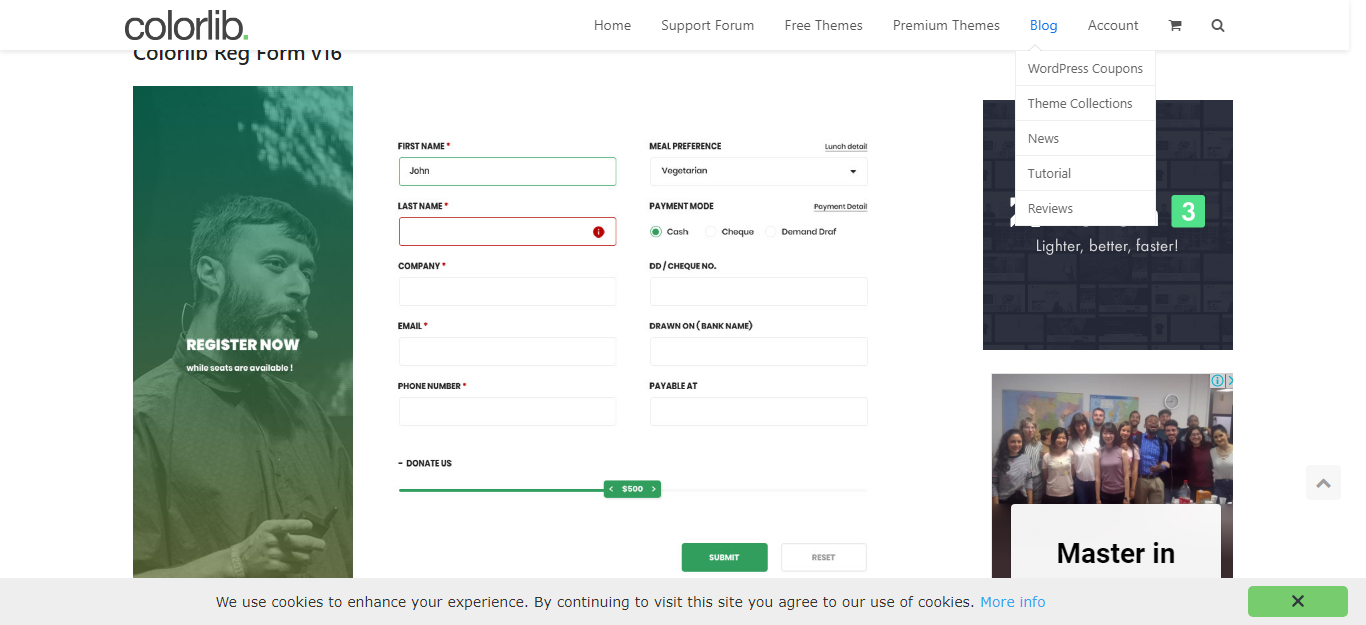 colorlib.
Home Support Forum Free Themes Premium Themes Blog Account
WordPress Coupons
Theme Collections
News
Tutorial
Reviews
Colorlib Reg Form v16
REGISTER NOW
while seats are available !
FIRST NAME *
John
LAST NAME *
COMPANY *
EMAIL *
PHONE NUMBER *
MEAL PREFERENCE Lunch detail
Vegetarian
PAYMENT MODE Payment Detail
Cash Cheque Demand Draf
DD / CHEQUE NO.
DRAWN ON ( BANK NAME)
PAYABLE AT
- DONATE US
< $500 >
SUBMIT RESET
3
Lighter, better, faster!
Master in
We use cookies to enhance your experience. By continuing to visit this site you agree to our use of cookies. More info